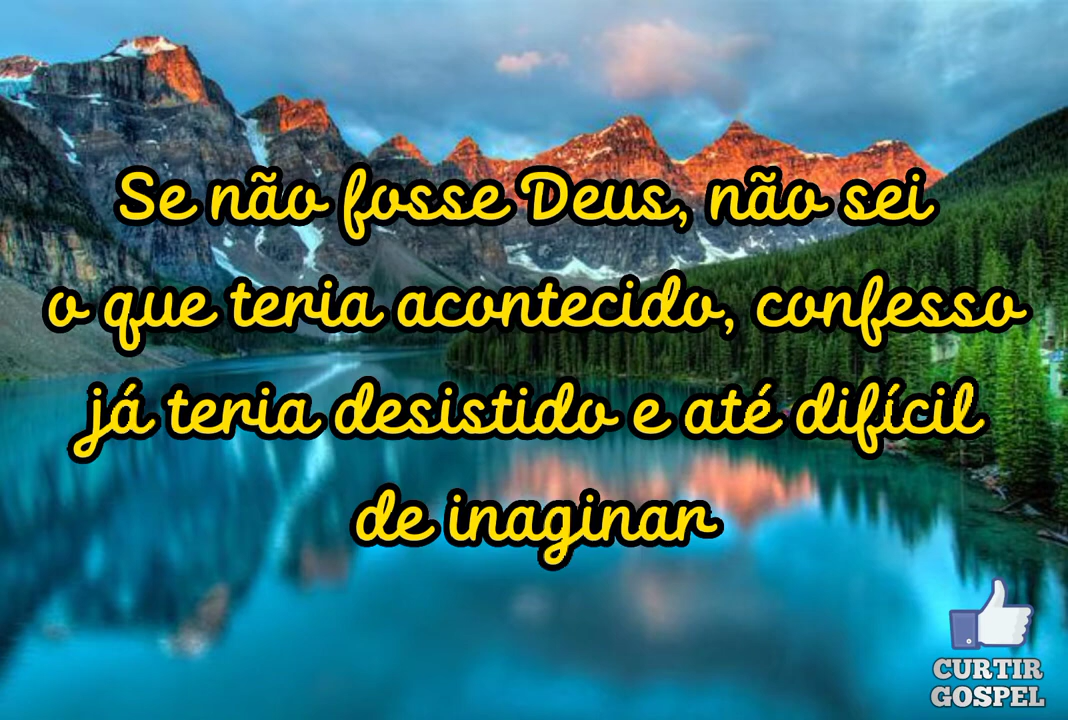 Se não fosse Deus, não sei
o que teria acontecido, confesso
já teria desistido e até difícil
de inaginar
CURTIR
GOSPEL